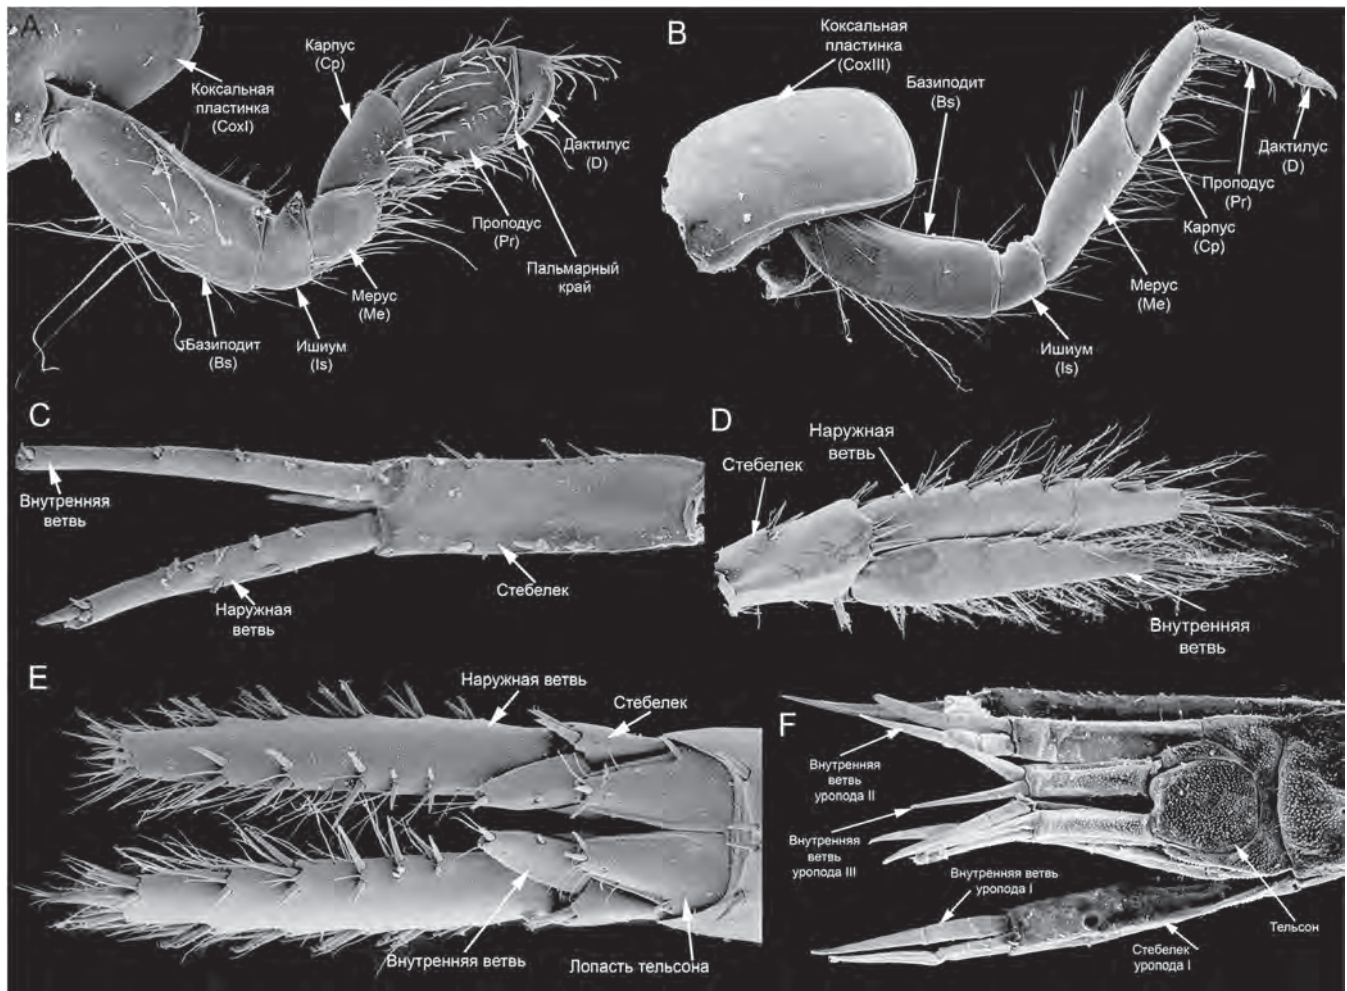 A
Коксальная
пластинка
(CoxI)
Карпус
(Cp)
Дактилус
(D)
Проподус
(Pr)
Пальмарный
край
Мерус
(Me)
Ишиум
(Is)
Базиподит
(Bs)
B
Коксальная
пластинка
(CoxIII)
Базиподит
(Bs)
Дактилус
(D)
Проподус
(Pr)
Карпус
(Cp)
Мерус
(Me)
Ишиум
(Is)
C
Внутренняя
ветвь
Наружная
ветвь
Стебелек
D
Наружная
ветвь
Стебелек
Внутренняя
ветвь
E
Наружная ветвь
Стебелек
Внутренняя ветвь
Лопасть тельсона
F
Внутренняя
ветвь
уропода II
Внутренняя
ветвь
уропода III
Внутренняя ветвь
уропода I
Стебелек
уропода I
Тельсон